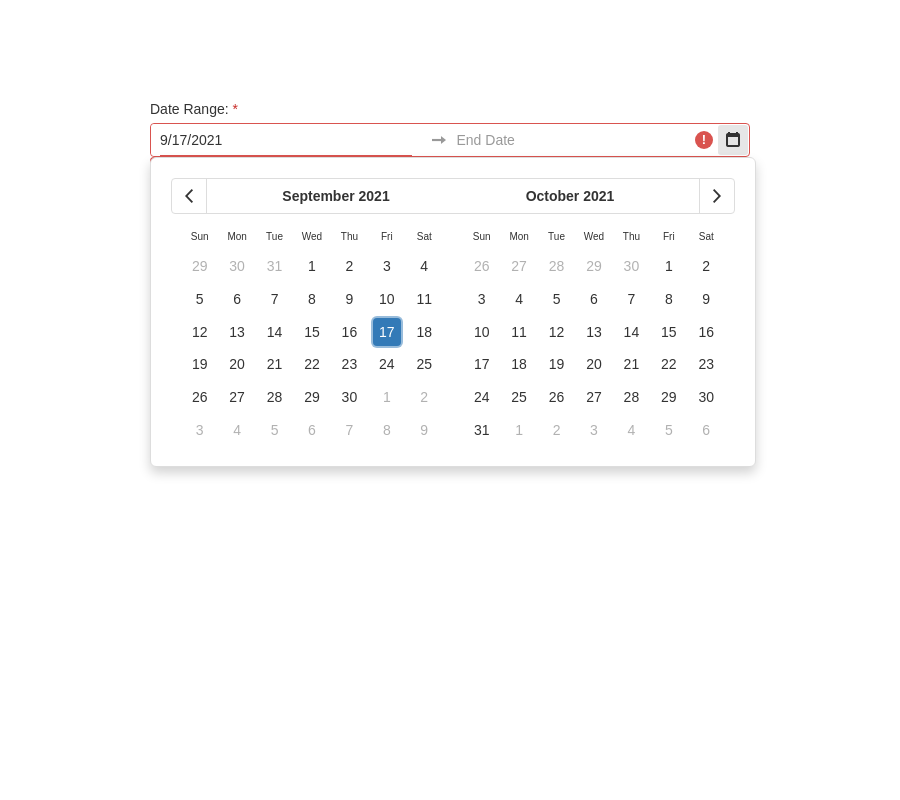 Date Range: *
9/17/2021 End Date !
September 2021 October 2021
Sun Mon Tue Wed Thu Fri Sat Sun Mon Tue Wed Thu Fri Sat
29 30 31 1 2 3 4 26 27 28 29 30 1 2
5 6 7 8 9 10 11 3 4 5 6 7 8 9
12 13 14 15 16 17 18 10 11 12 13 14 15 16
19 20 21 22 23 24 25 17 18 19 20 21 22 23
26 27 28 29 30 1 2 24 25 26 27 28 29 30
3 4 5 6 7 8 9 31 1 2 3 4 5 6